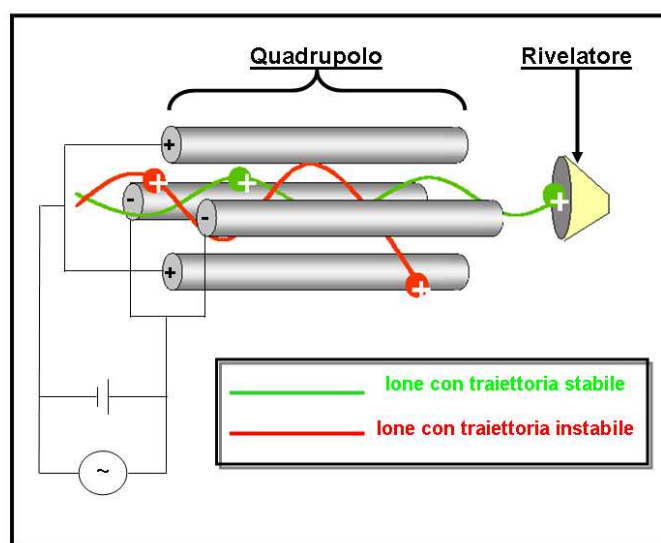 Quadrupolo
Rivelatore
+
+
+
-
-
+
+
+
~
Ione con traiettoria stabile
Ione con traiettoria instabile